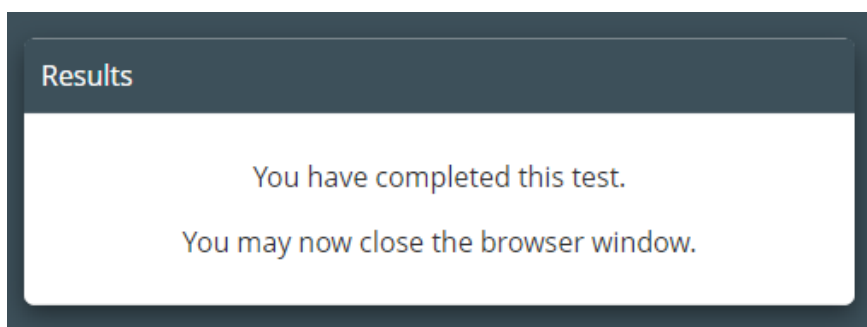 Results
You have completed this test.
You may now close the browser window.